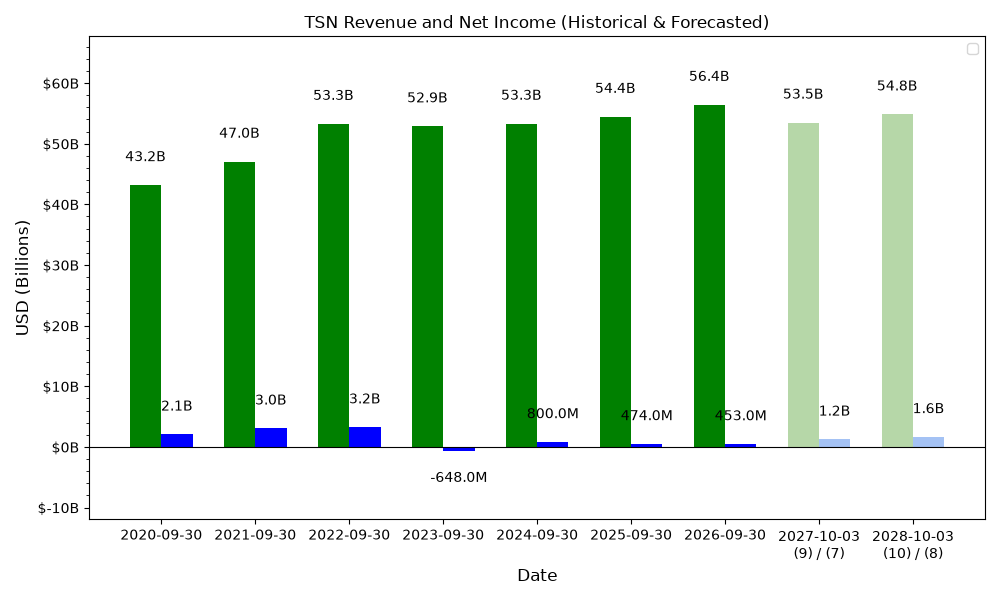 TSN Revenue and Net Income (Historical & Forecasted)
USD (Billions)
$60B
$50B
$40B
$30B
$20B
$10B
$0B
$-10B
43.2B
47.0B
53.3B
52.9B
53.3B
54.4B
56.4B
53.5B
54.8B
2.1B
3.0B
3.2B
-648.0M
800.0M
474.0M
453.0M
1.2B
1.6B
2020-09-30
2021-09-30
2022-09-30
2023-09-30
2024-09-30
2025-09-30
2026-09-30
2027-10-03
(9) / (7)
2028-10-03
(10) / (8)
Date